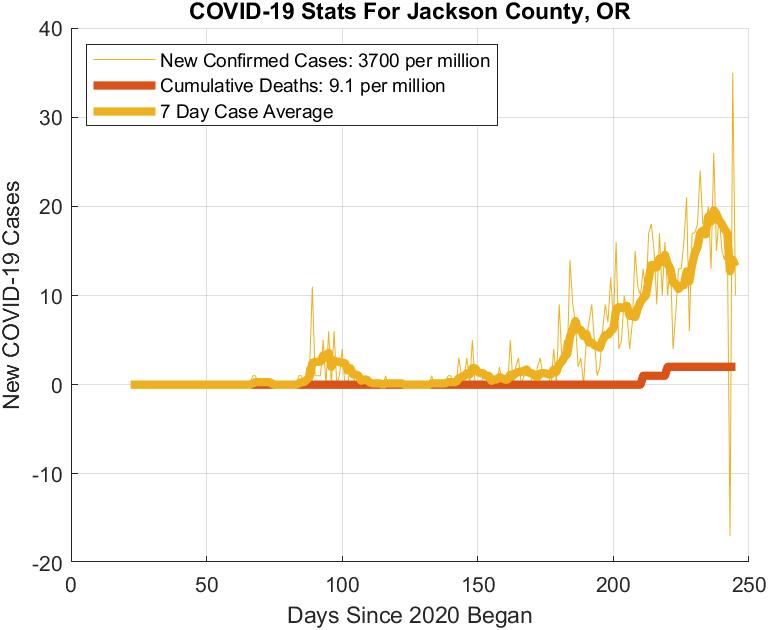 COVID-19 Stats For Jackson County, OR
40
New Confirmed Cases: 3700 per million
Cumulative Deaths: 9.1 per million
7 Day Case Average
30
20
10
0
-10
-20
New COVID-19 Cases
0 50 100 150 200 250
Days Since 2020 Began